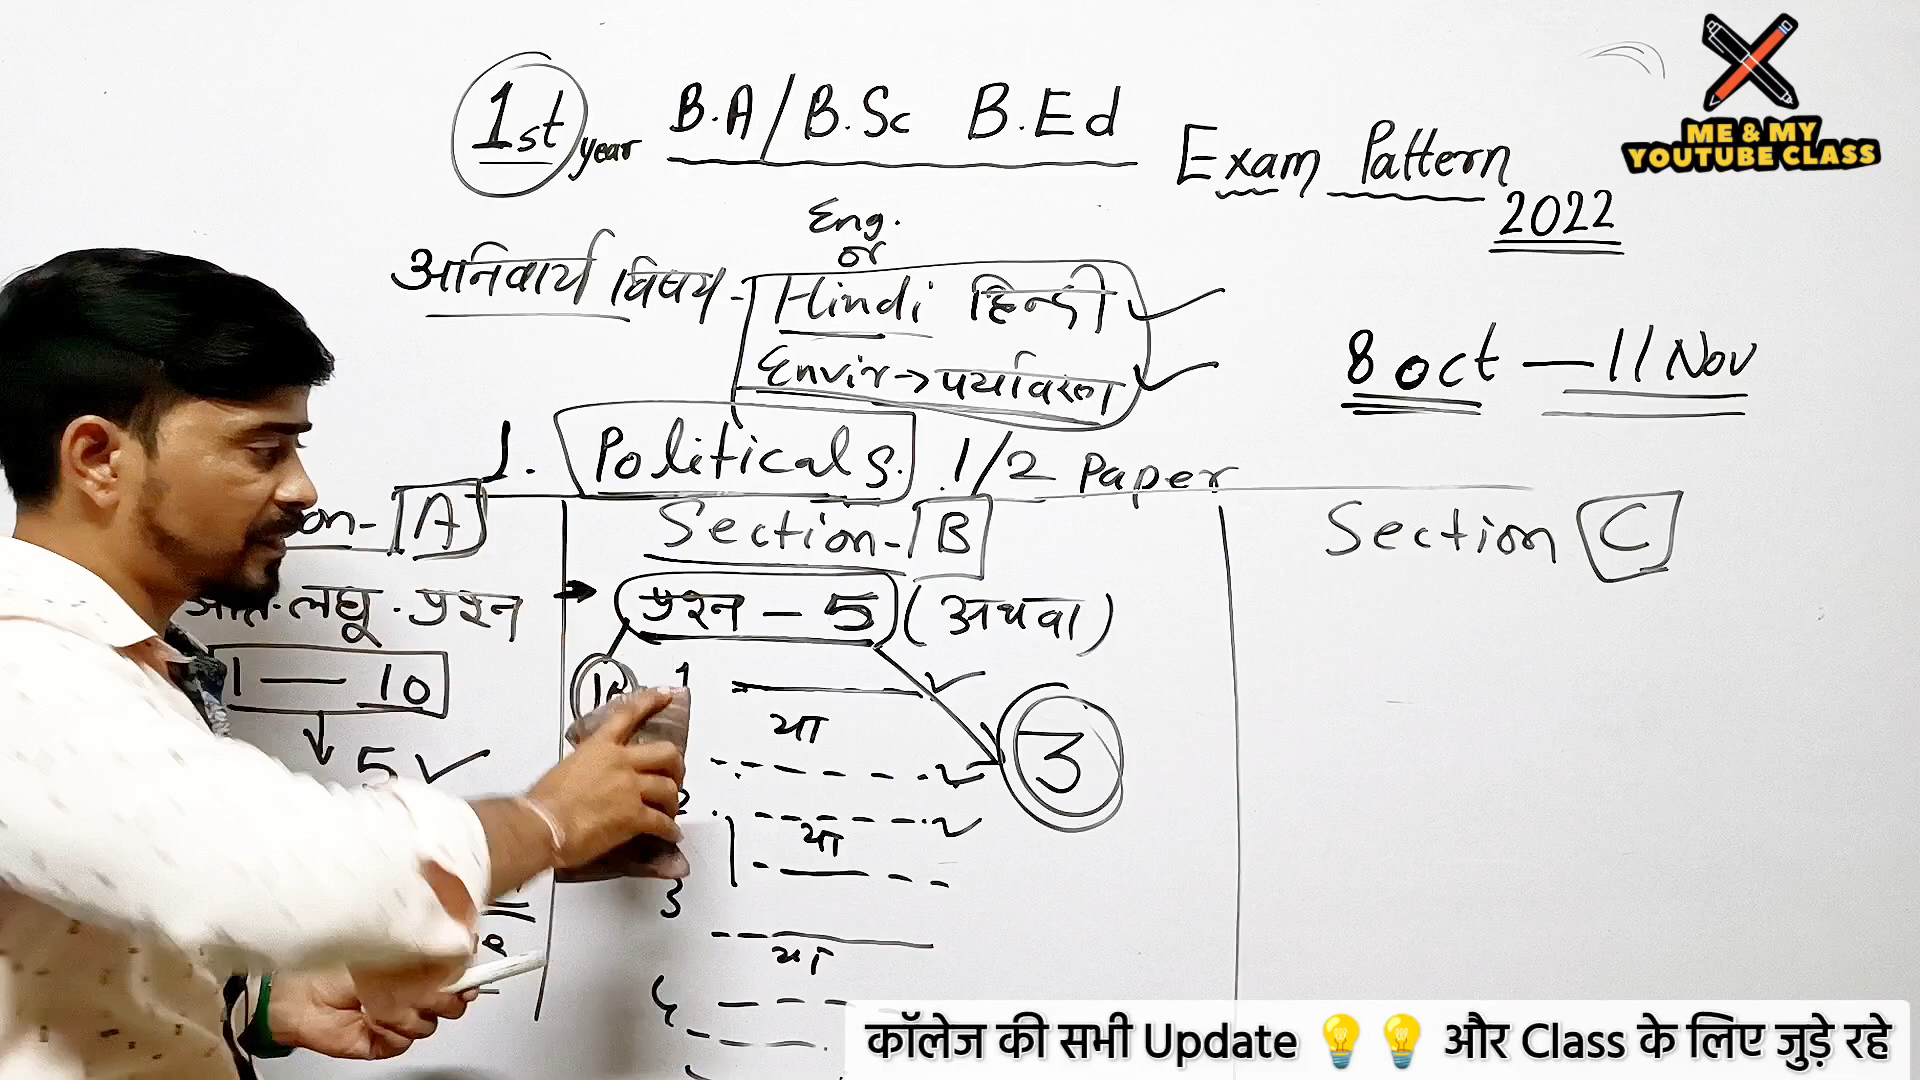 1st year B.A/B.Sc B.Ed Exam Pattern
2022
ME & MY
YOUTUBE CLASS
Eng.
or
अनिवार्य विषय - Hindi हिन्दी
Envir→पर्यावरण
8 oct — 11 Nov
1. Political S. 1/2 Paper
on- A
लघु. प्रश्न
1 — 10
5
Section- B
प्रश्न - 5 (अथवा)
1
या
3
2
या
3
या
Section C
कॉलेज की सभी Update 💡💡 और Class के लिए जुड़े रहे